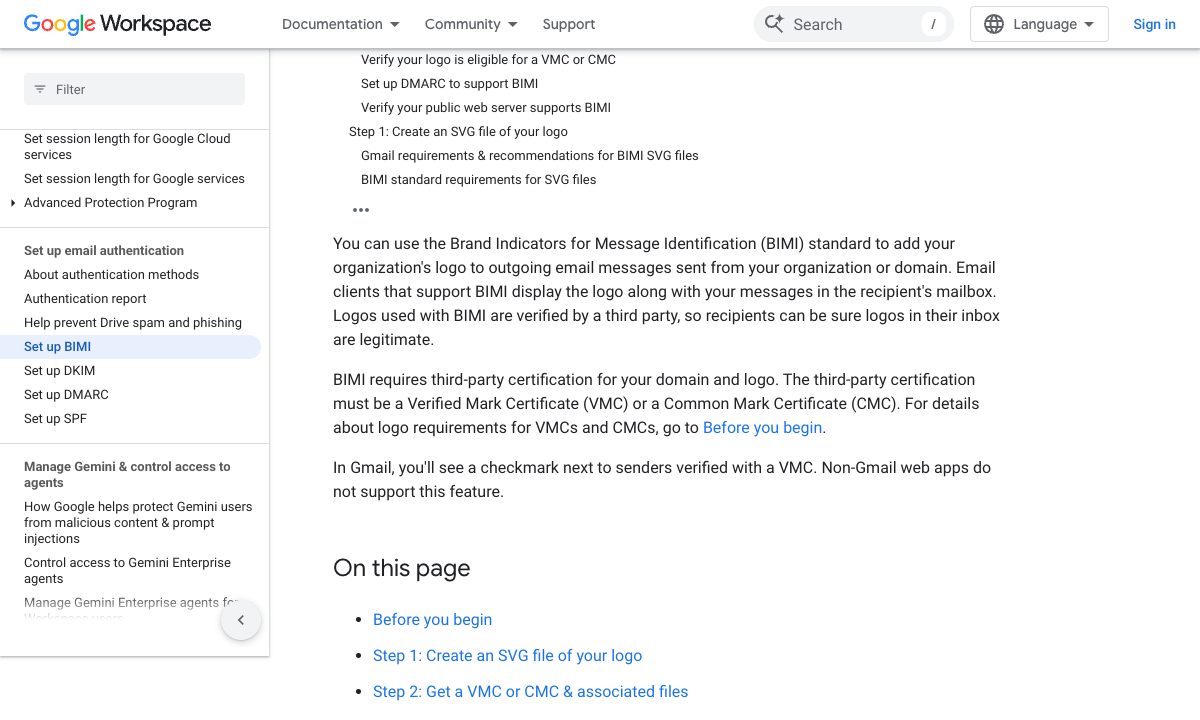 Google Workspace
Documentation
Community
Support
Search
/
Language
Sign in
Filter
Set session length for Google Cloud
services
Set session length for Google services
Advanced Protection Program
Set up email authentication
About authentication methods
Authentication report
Help prevent Drive spam and phishing
Set up BIMI
Set up DKIM
Set up DMARC
Set up SPF
Manage Gemini & control access to
agents
How Google helps protect Gemini users
from malicious content & prompt
injections
Control access to Gemini Enterprise
agents
Manage Gemini Enterprise agents for
Workspace users
Verify your logo is eligible for a VMC or CMC
Set up DMARC to support BIMI
Verify your public web server supports BIMI
Step 1: Create an SVG file of your logo
Gmail requirements & recommendations for BIMI SVG files
BIMI standard requirements for SVG files
You can use the Brand Indicators for Message Identification (BIMI) standard to add your
organization's logo to outgoing email messages sent from your organization or domain. Email
clients that support BIMI display the logo along with your messages in the recipient's mailbox.
Logos used with BIMI are verified by a third party, so recipients can be sure logos in their inbox
are legitimate.
BIMI requires third-party certification for your domain and logo. The third-party certification
must be a Verified Mark Certificate (VMC) or a Common Mark Certificate (CMC). For details
about logo requirements for VMCs and CMCs, go to Before you begin.
In Gmail, you'll see a checkmark next to senders verified with a VMC. Non-Gmail web apps do
not support this feature.
On this page
• Before you begin
• Step 1: Create an SVG file of your logo
• Step 2: Get a VMC or CMC & associated files